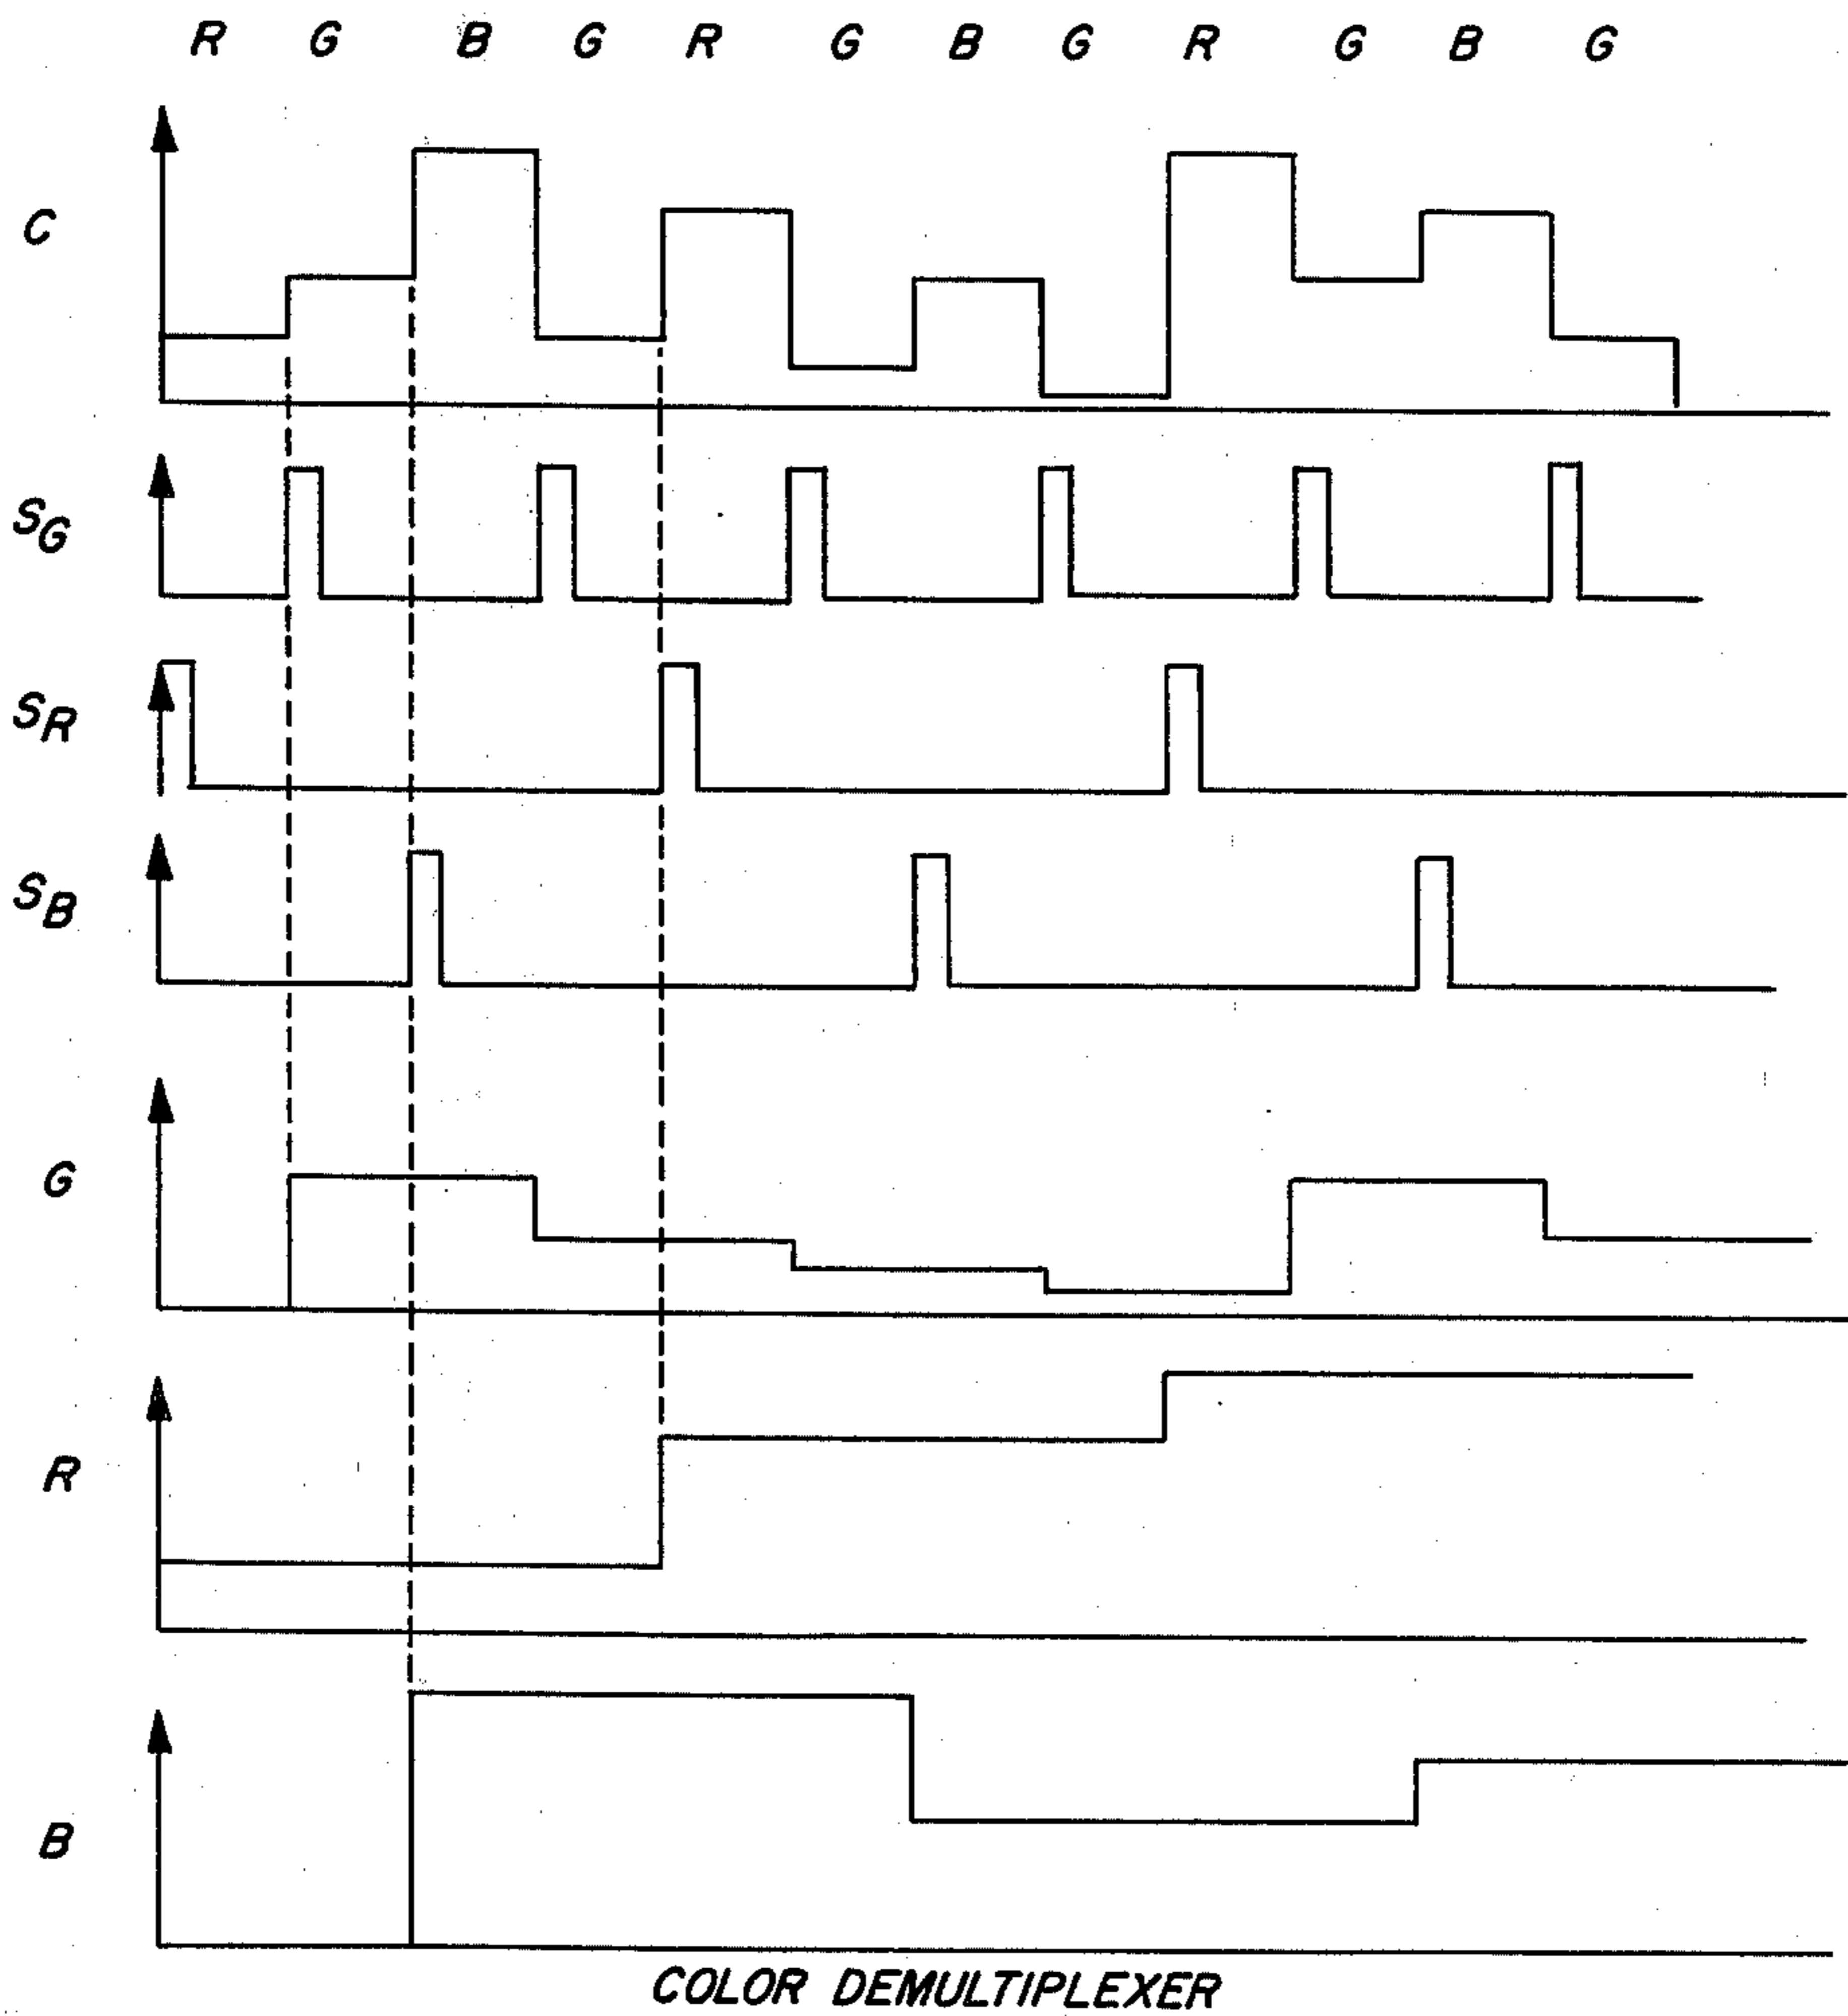 R G B G R G B G R G B G
C
SG
SR
SB
G
R
B
COLOR DEMULTIPLEXER